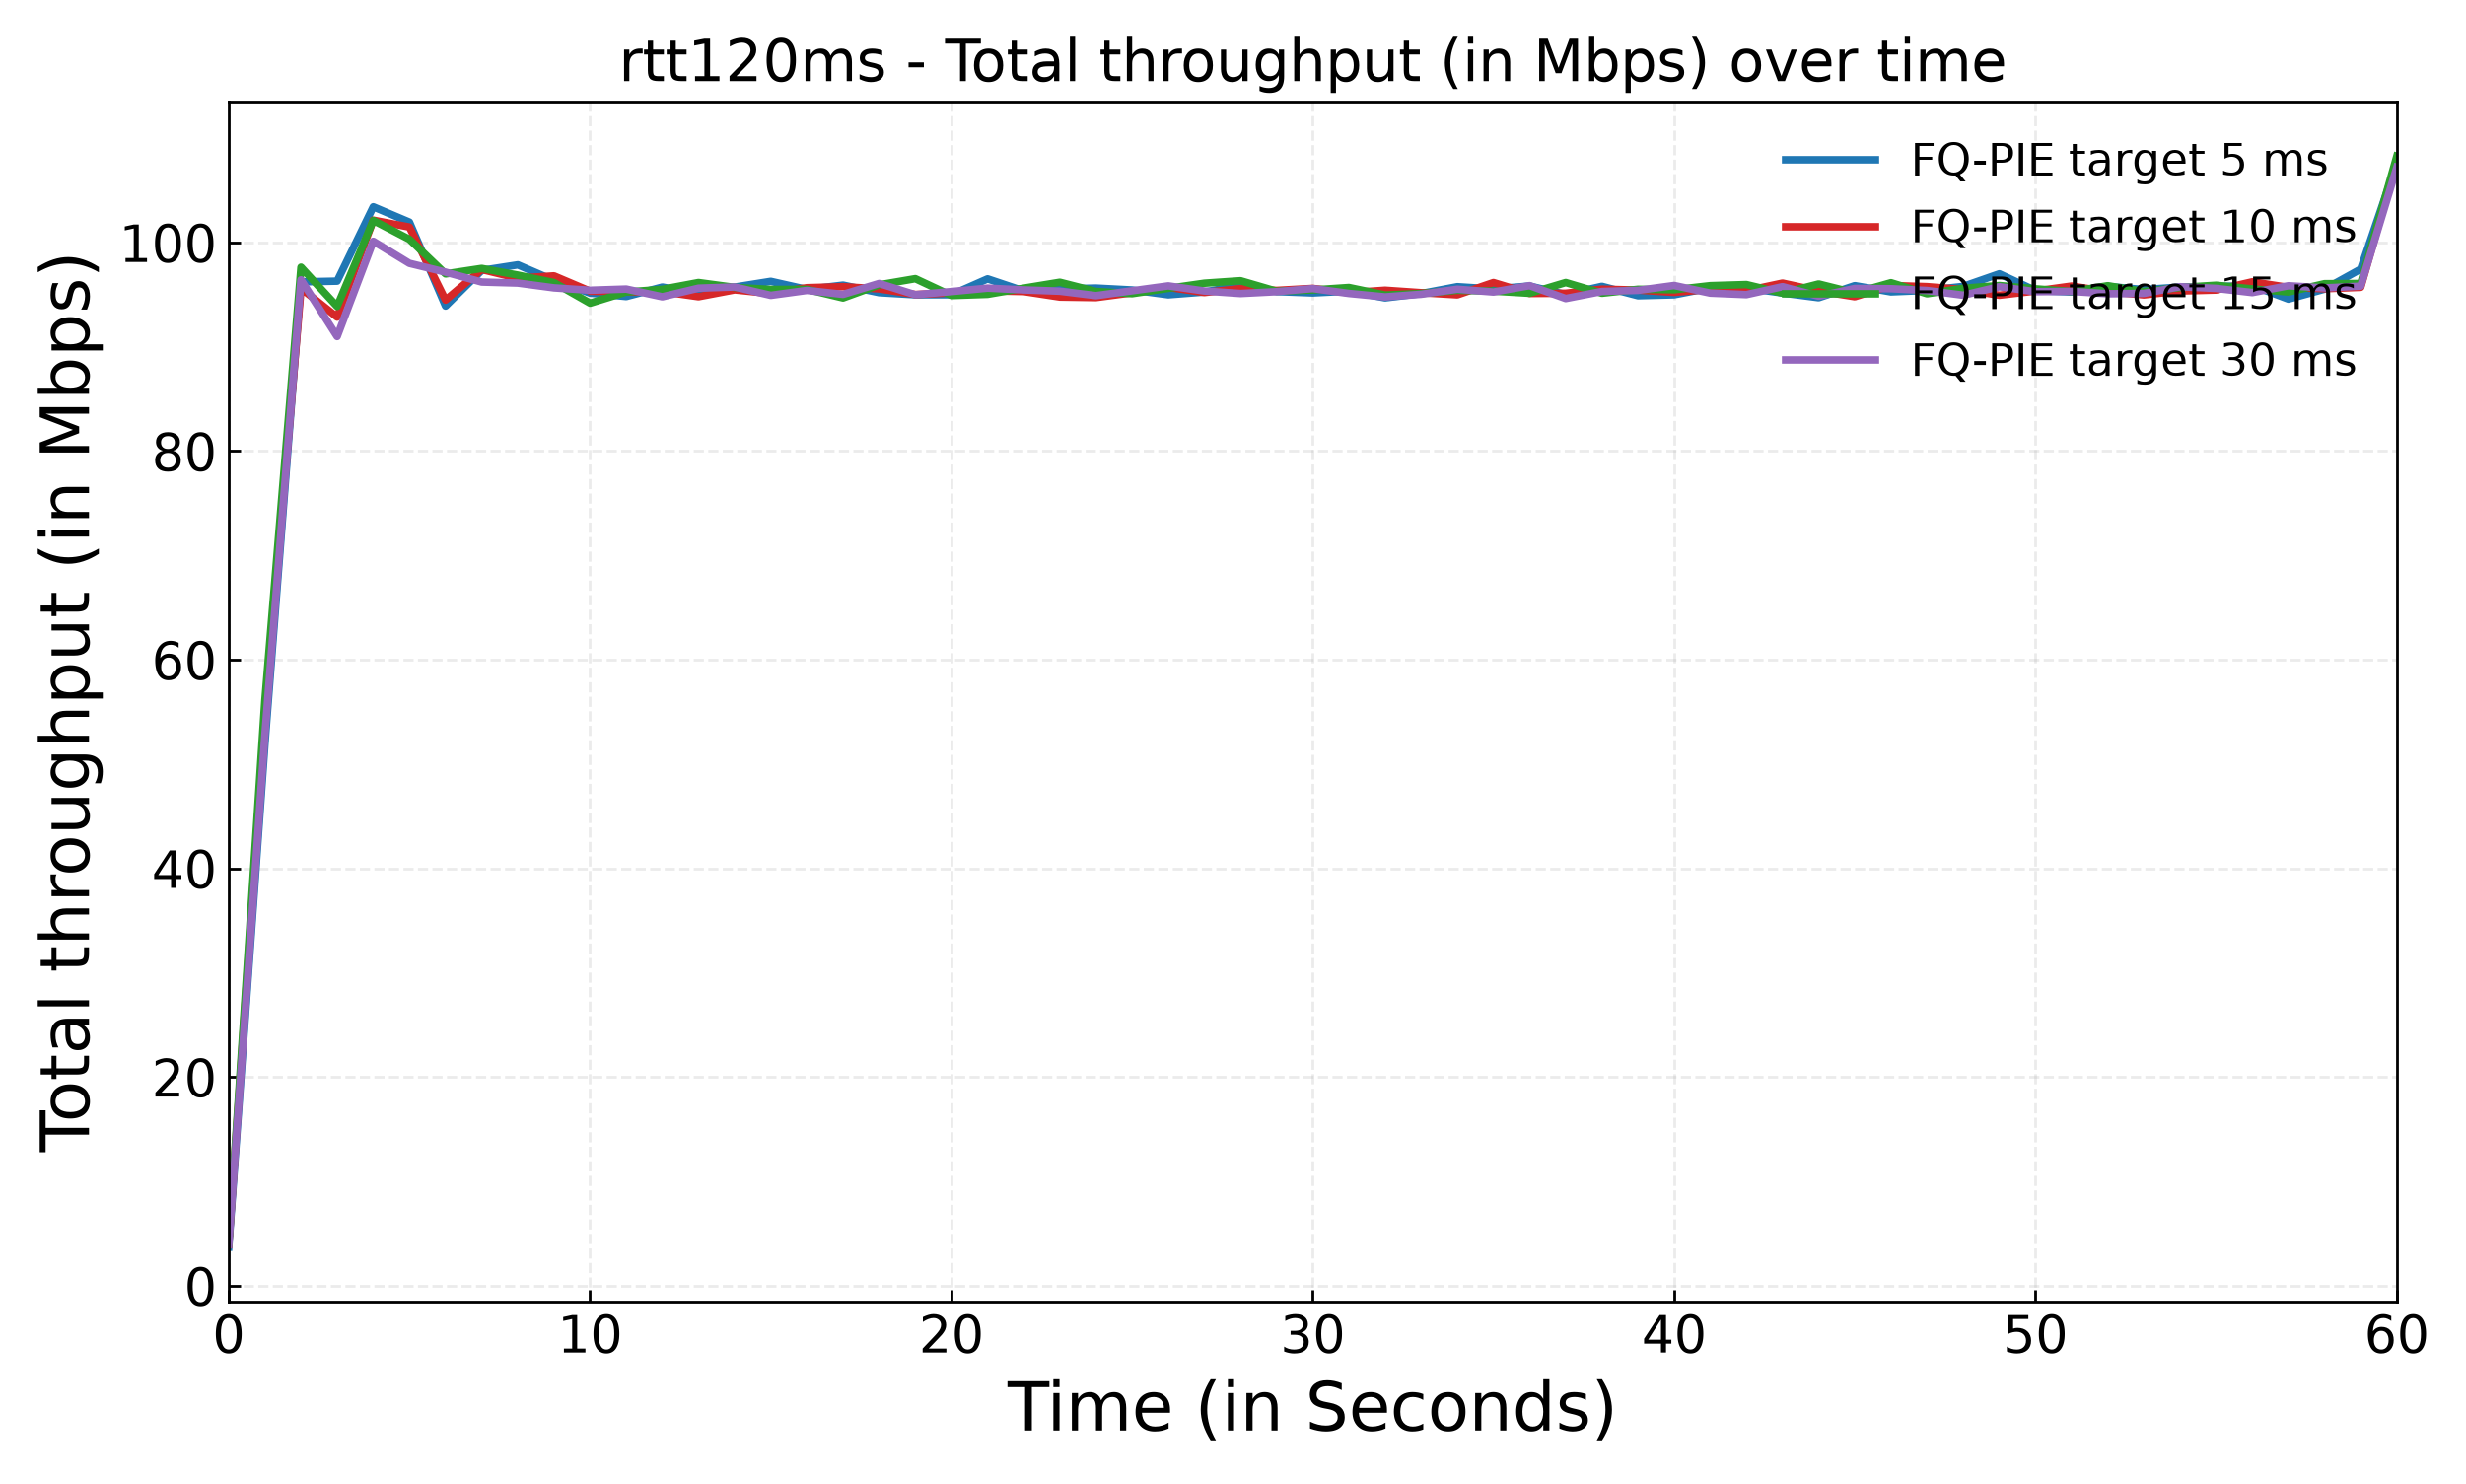 rtt120ms - Total throughput (in Mbps) over time
Total throughput (in Mbps)
100
80
60
40
20
0
FQ-PIE target 5 ms
FQ-PIE target 10 ms
FQ-PIE target 15 ms
FQ-PIE target 30 ms
0 10 20 30 40 50 60
Time (in Seconds)